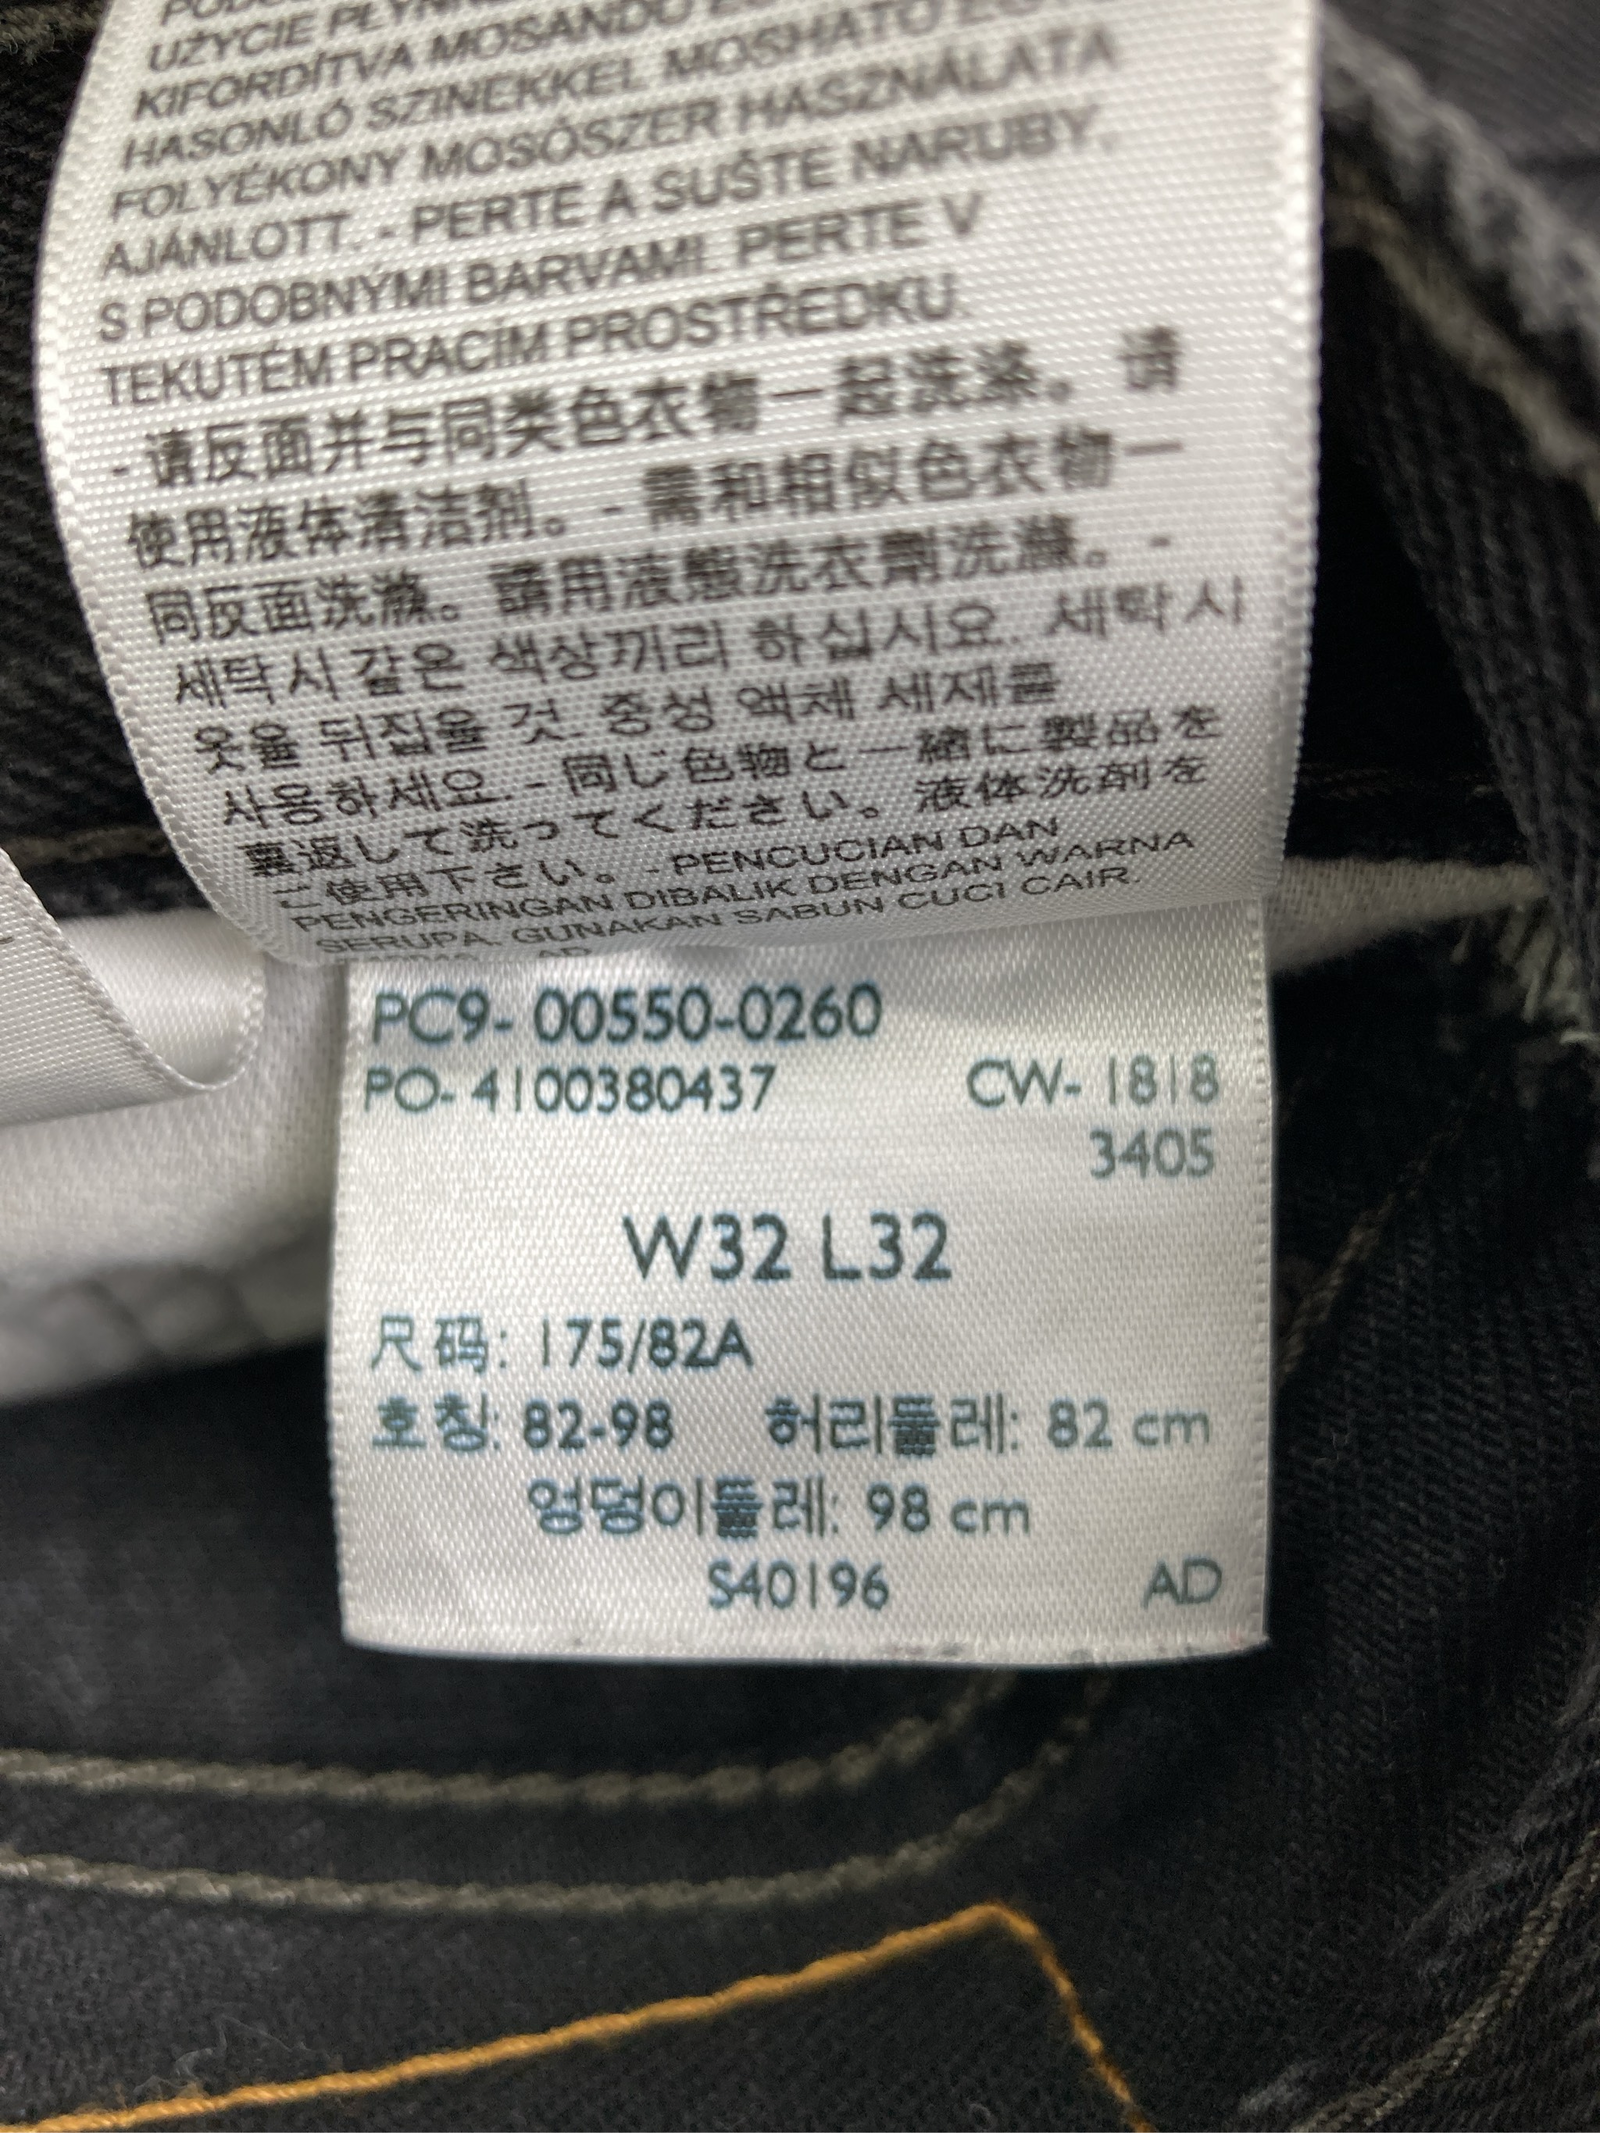 UŻYCIE PŁYN
KIFORDÍTVA MOSANDÓ
HASONLÓ SZINEKKEL MOSHATÓ
FOLYÉKONY MOSÓSZER HASZNÁLATA
AJÁNLOTT. - PERTE A SUŠTE NARUBY.
S PODOBNÝMI BARVAMI. PERTE V
TEKUTÉM PRACÍM PROSTŘEDKU.
- 请反面并与同类色衣物一起洗涤。 请
使用液体清洁剂。 - 需和相似色衣物一
同反面洗滌。 請用液態洗衣劑洗滌。 -
세탁 시 같은 색상끼리 하십시요. 세탁 시
옷을 뒤집을 것. 중성 액체 세제를
사용하세요. - 同じ色物と一緒に製品を
裏返して洗ってください。 液体洗剤を
ご使用下さい。 - PENCUCIAN DAN
PENGERINGAN DIBALIK DENGAN WARNA
SERUPA. GUNAKAN SABUN CUCI CAIR.
PC9- 00550-0260
PO- 4100380437 CW- 1818
3405
W32 L32
尺码: 175/82A
호칭: 82-98 허리둘레: 82 cm
엉덩이둘레: 98 cm
S40196 AD